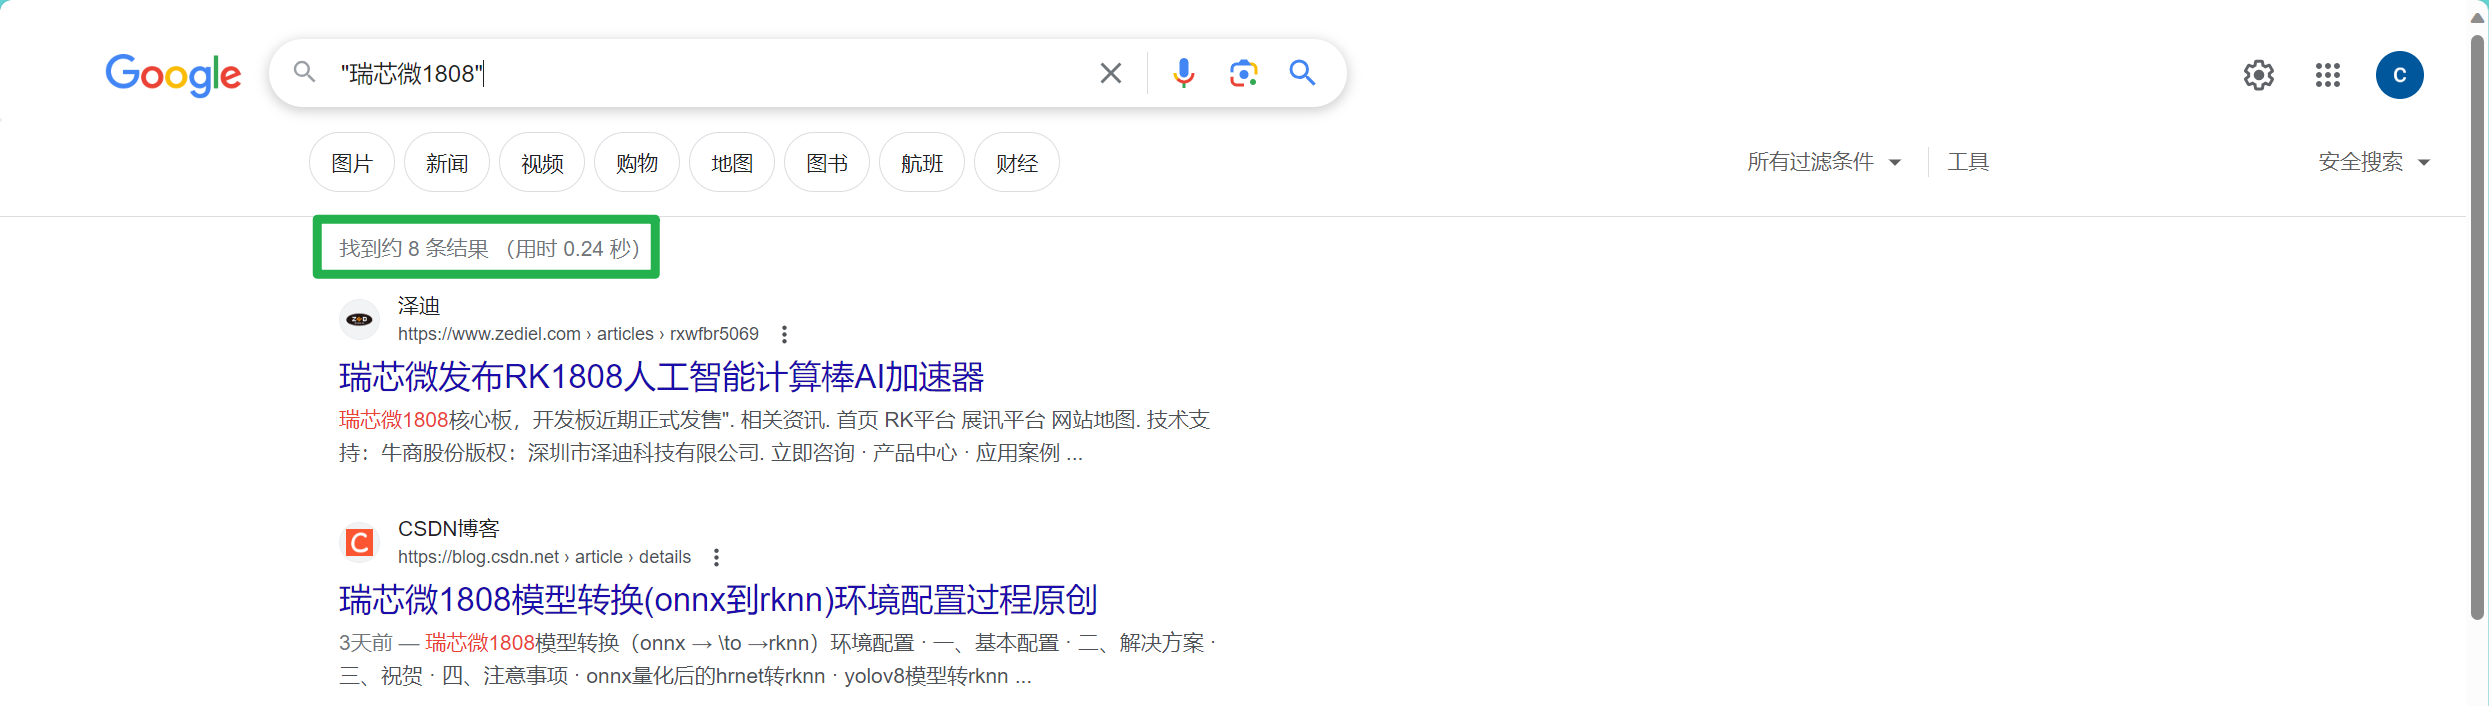 Google
"瑞芯微1808"
C
图片 新闻 视频 购物 地图 图书 航班 财经 所有过滤条件 工具 安全搜索
找到约 8 条结果 （用时 0.24 秒）
泽迪
https://www.zediel.com › articles › rxwfbr5069
瑞芯微发布RK1808人工智能计算棒AI加速器
瑞芯微1808核心板，开发板近期正式发售". 相关资讯. 首页 RK平台 展讯平台 网站地图. 技术支
持：牛商股份版权：深圳市泽迪科技有限公司. 立即咨询 · 产品中心 · 应用案例 ...
CSDN博客
https://blog.csdn.net › article › details
瑞芯微1808模型转换(onnx到rknn)环境配置过程原创
3天前 — 瑞芯微1808模型转换（onnx → \to →rknn）环境配置 · 一、基本配置 · 二、解决方案 ·
三、祝贺 · 四、注意事项 · onnx量化后的hrnet转rknn · yolov8模型转rknn ...